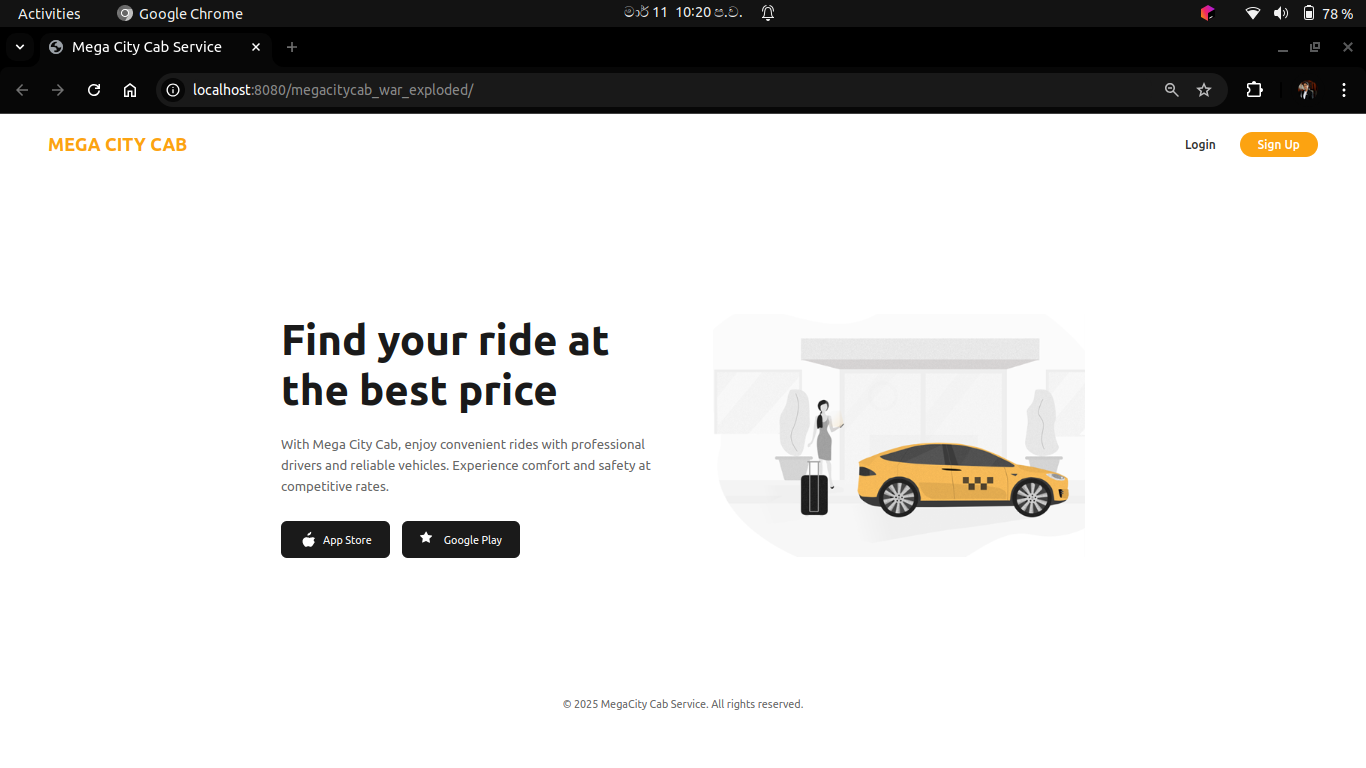 Activities
Google Chrome
මාර් 11 10:20 ප.ව.
78 %
Mega City Cab Service
localhost:8080/megacitycab_war_exploded/
MEGA CITY CAB
Login
Sign Up
Find your ride at
the best price
With Mega City Cab, enjoy convenient rides with professional
drivers and reliable vehicles. Experience comfort and safety at
competitive rates.
App Store
Google Play
© 2025 MegaCity Cab Service. All rights reserved.